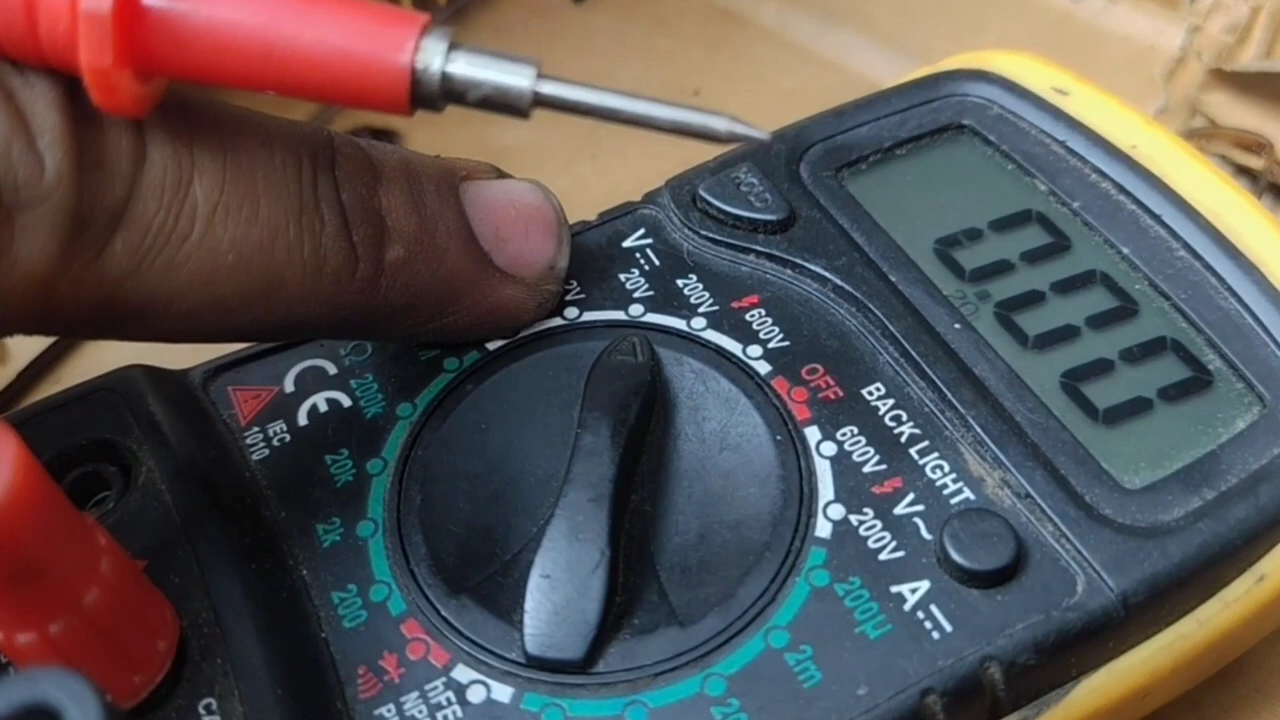 HOLD
0.00
V⎓
2V
20V
200V
600V
OFF
BACK LIGHT
600V
V~
200V
A⎓
200µ
2m
hFE
200
2k
20k
200k
Ω
CE
IEC
1010